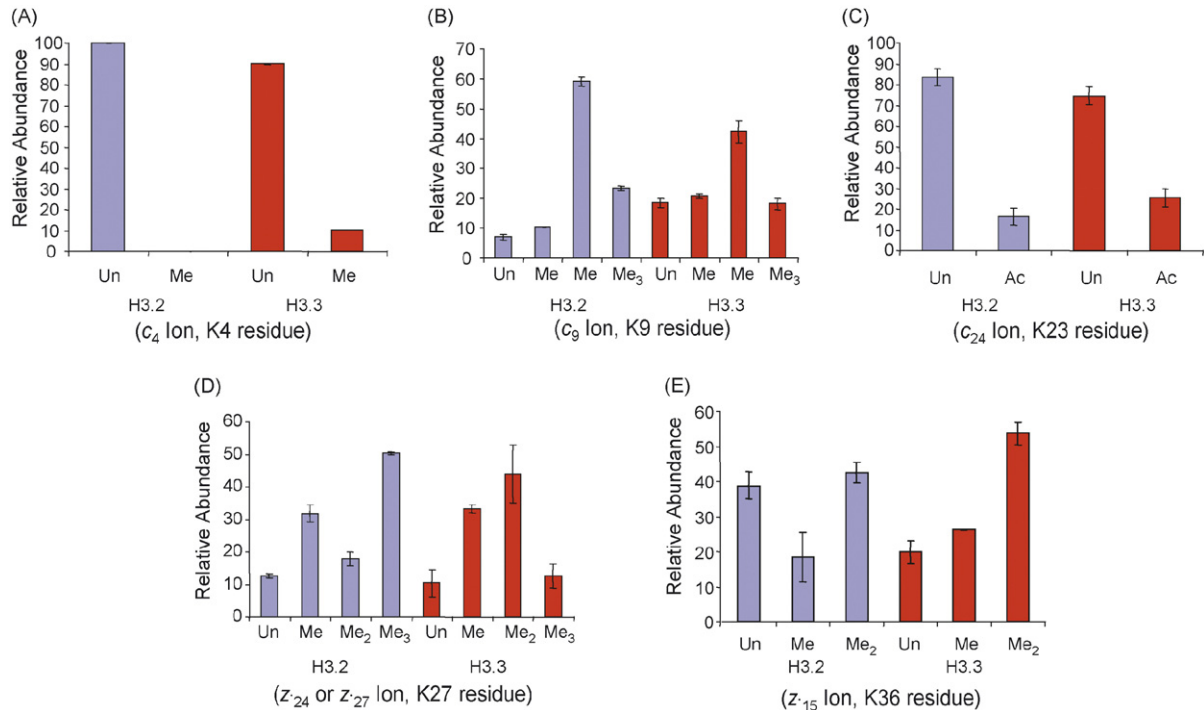 (A)
Relative Abundance
100
90
80
70
60
50
40
30
20
10
0
Un Me Un Me
H3.2 H3.3
(c₄ Ion, K4 residue)
(B)
Relative Abundance
70
60
50
40
30
20
10
0
Un Me Me Me₃ Un Me Me Me₃
H3.2 H3.3
(c₉ Ion, K9 residue)
(C)
Relative Abundance
100
90
80
70
60
50
40
30
20
10
0
Un Ac Un Ac
H3.2 H3.3
(c₂₄ Ion, K23 residue)
(D)
Relative Abundance
60
50
40
30
20
10
0
Un Me Me₂ Me₃ Un Me Me₂ Me₃
H3.2 H3.3
(z·₂₄ or z·₂₇ Ion, K27 residue)
(E)
Relative Abundance
60
50
40
30
20
10
0
Un Me Me₂ Un Me Me₂
H3.2 H3.3
(z·₁₅ Ion, K36 residue)